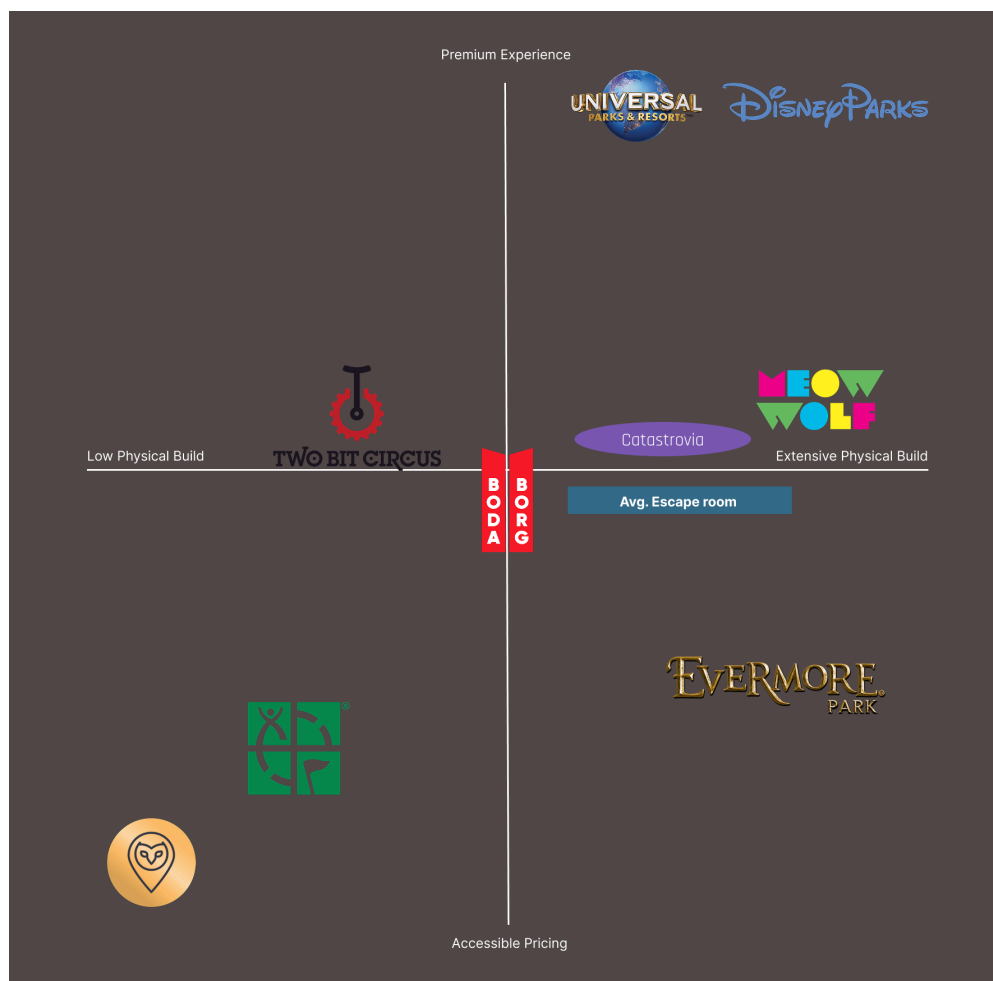 Premium Experience
UNIVERSAL
PARKS & RESORTS
DISNEYPARKS
MEOW
WOLF
TWO BIT CIRCUS
Catastrovia
Low Physical Build
Extensive Physical Build
BODA
BORG
Avg. Escape room
EVERMORE
PARK
®
Accessible Pricing